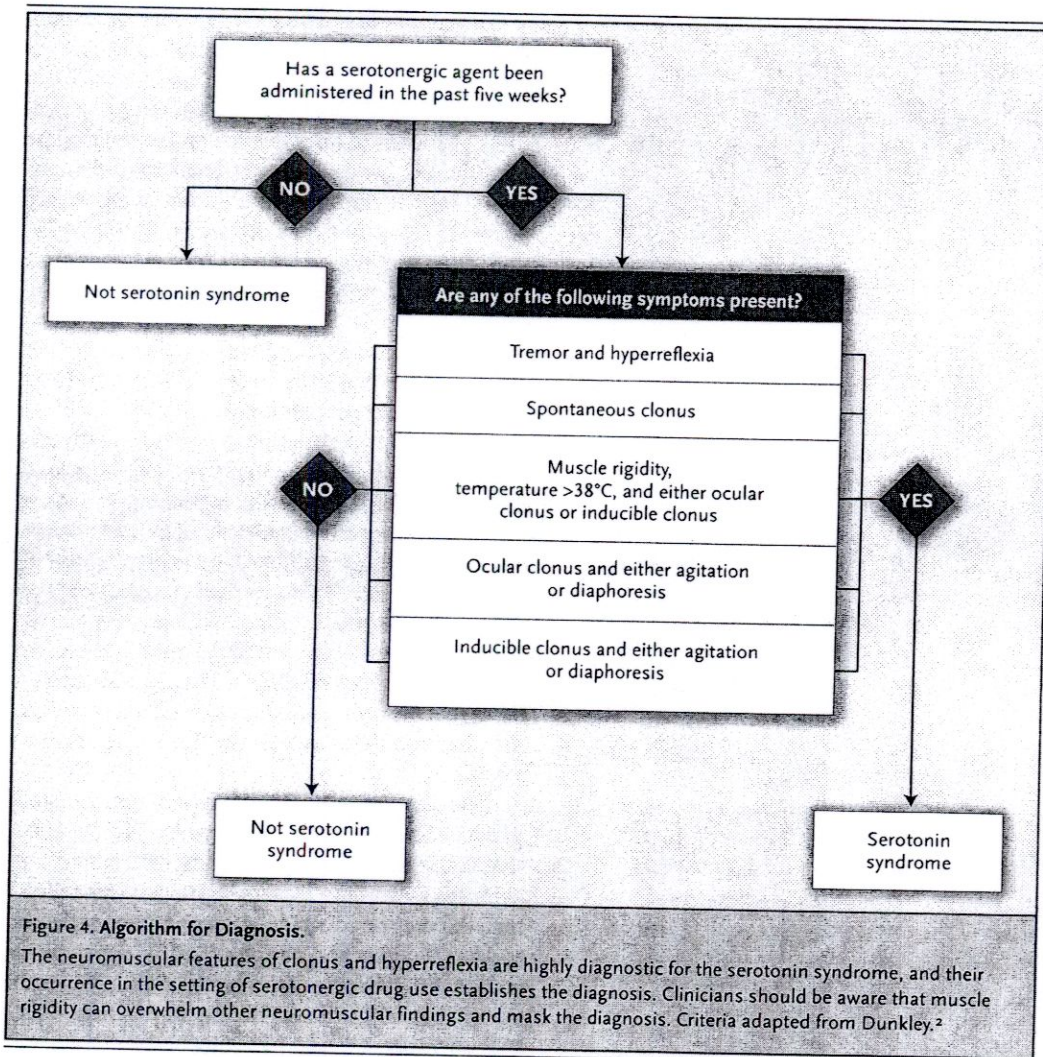 Has a serotonergic agent been
administered in the past five weeks?
NO
YES
Not serotonin syndrome
Are any of the following symptoms present?
Tremor and hyperreflexia
Spontaneous clonus
Muscle rigidity,
temperature >38°C, and either ocular
clonus or inducible clonus
NO
YES
Ocular clonus and either agitation
or diaphoresis
Inducible clonus and either agitation
or diaphoresis
Not serotonin
syndrome
Serotonin
syndrome
Figure 4. Algorithm for Diagnosis.
The neuromuscular features of clonus and hyperreflexia are highly diagnostic for the serotonin syndrome, and their
occurrence in the setting of serotonergic drug use establishes the diagnosis. Clinicians should be aware that muscle
rigidity can overwhelm other neuromuscular findings and mask the diagnosis. Criteria adapted from Dunkley.²